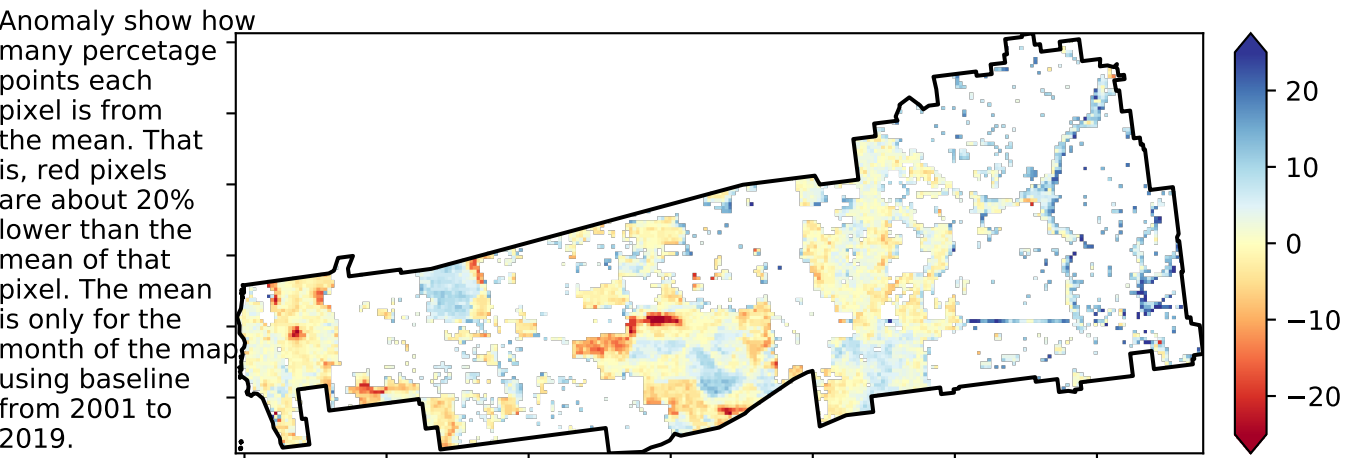 Anomaly show how
many percetage
points each
pixel is from
the mean. That
is, red pixels
are about 20%
lower than the
mean of that
pixel. The mean
is only for the
month of the map
using baseline
from 2001 to
2019.
20
10
0
−10
−20